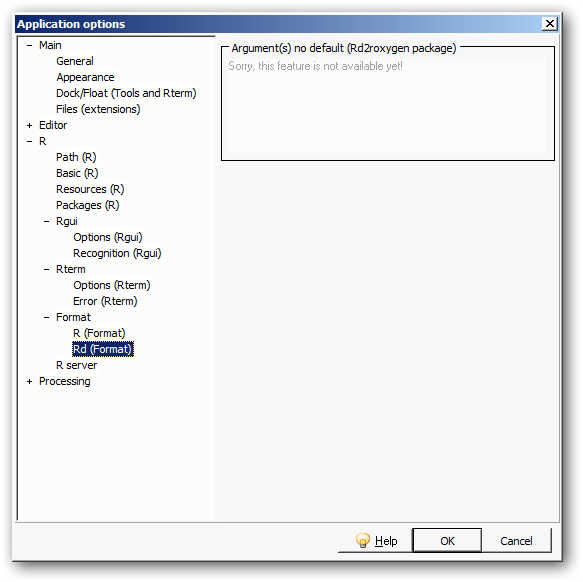 Application options
Main
General
Appearance
Dock/Float (Tools and Rterm)
Files (extensions)
Editor
R
Path (R)
Basic (R)
Resources (R)
Packages (R)
Rgui
Options (Rgui)
Recognition (Rgui)
Rterm
Options (Rterm)
Error (Rterm)
Format
R (Format)
Rd (Format)
R server
Processing
Argument(s) no default (Rd2roxygen package)
Sorry, this feature is not available yet!
Help
OK
Cancel